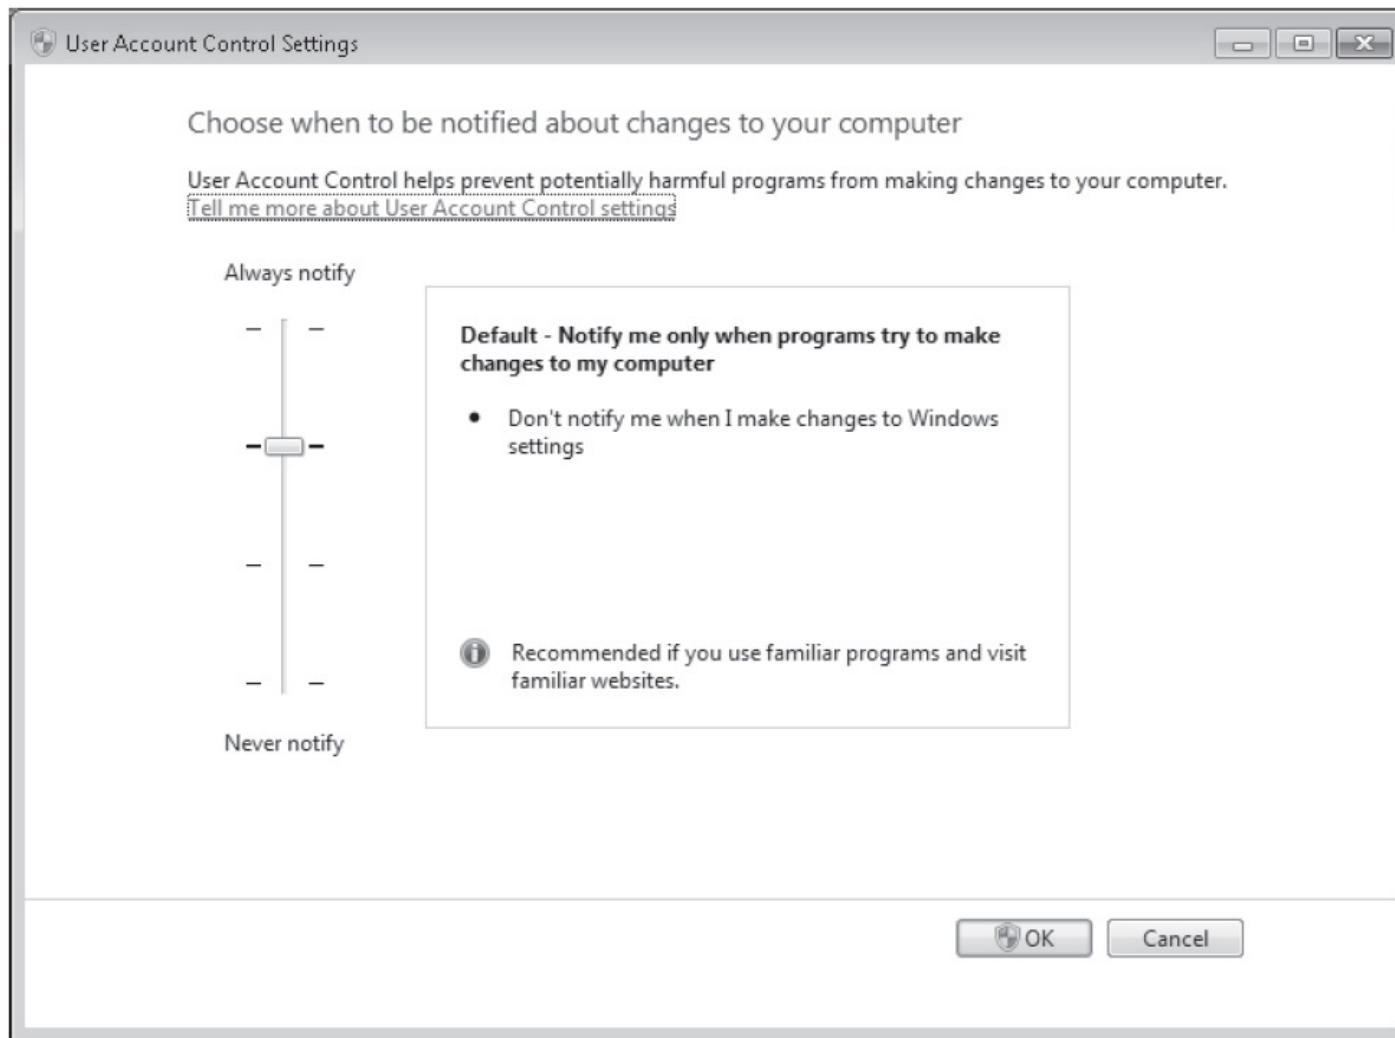 User Account Control Settings
Choose when to be notified about changes to your computer
User Account Control helps prevent potentially harmful programs from making changes to your computer.
Tell me more about User Account Control settings
Always notify
Default - Notify me only when programs try to make
changes to my computer
• Don't notify me when I make changes to Windows
settings
Recommended if you use familiar programs and visit
familiar websites.
Never notify
OK
Cancel